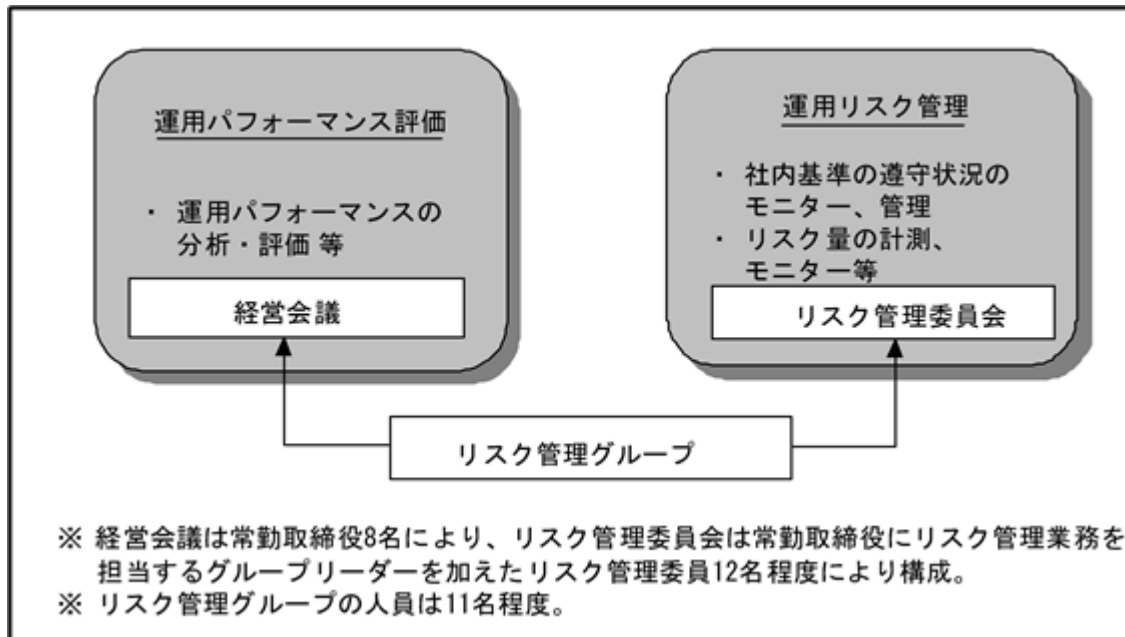 運用パフォーマンス評価
・ 運用パフォーマンスの
分析・評価 等
経営会議
運用リスク管理
・ 社内基準の遵守状況の
モニター、管理
・ リスク量の計測、
モニター等
リスク管理委員会
リスク管理グループ
※ 経営会議は常勤取締役8名により、リスク管理委員会は常勤取締役にリスク管理業務を
担当するグループリーダーを加えたリスク管理委員12名程度により構成。
※ リスク管理グループの人員は11名程度。